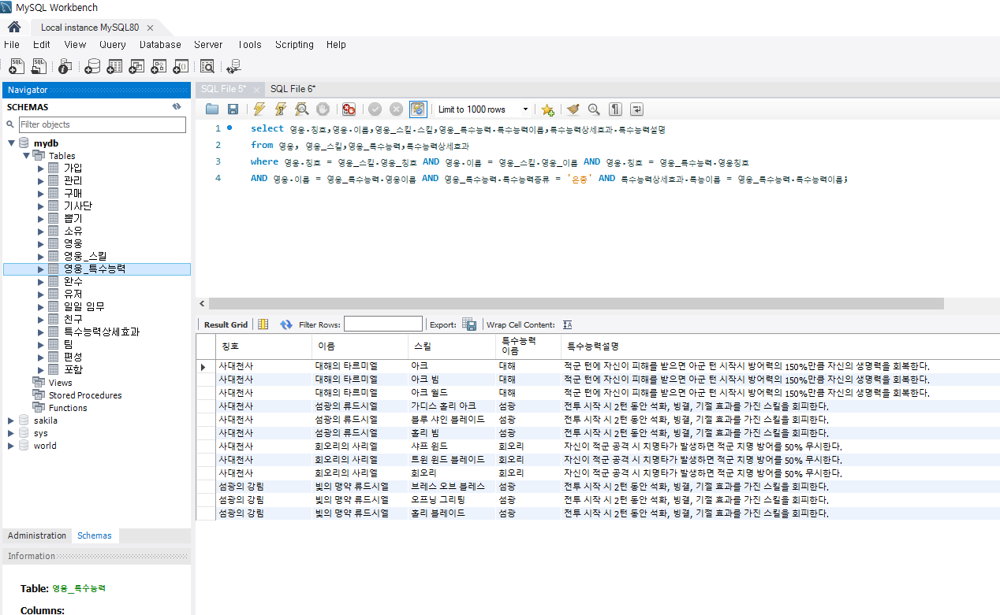 MySQL Workbench
Local instance MySQL80
File Edit View Query Database Server Tools Scripting Help
Navigator
SCHEMAS
Filter objects
mydb
Tables
가입
관리
구매
기사단
뽑기
소유
영웅
영웅_스킬
영웅_특수능력
완수
유저
일일 임무
친구
특수능력상세효과
팀
편성
포함
Views
Stored Procedures
Functions
sakila
sys
world
Administration Schemas
Information
Table: 영웅_특수능력
Columns:
SQL File 5* SQL File 6*
Limit to 1000 rows
1 select 영웅.칭호,영웅.이름,영웅_스킬.스킬,영웅_특수능력.특수능력이름,특수능력상세효과.특수능력설명
2 from 영웅, 영웅_스킬,영웅_특수능력,특수능력상세효과
3 where 영웅.칭호 = 영웅_스킬.영웅_칭호 AND 영웅.이름 = 영웅_스킬.영웅_이름 AND 영웅.칭호 = 영웅_특수능력.영웅칭호
4 AND 영웅.이름 = 영웅_특수능력.영웅이름 AND 영웅_특수능력.특수능력종류 = '은총' AND 특수능력상세효과.특능이름 = 영웅_특수능력.특수능력이름;
Result Grid Filter Rows: Export: Wrap Cell Content:
칭호 이름 스킬 특수능력이름 특수능력설명
사대천사 대해의 타르미엘 아크 대해 적군 턴에 자신이 피해를 받으면 아군 턴 시작시 방어력의 150%만큼 자신의 생명력을 회복한다.
사대천사 대해의 타르미엘 아크 빔 대해 적군 턴에 자신이 피해를 받으면 아군 턴 시작시 방어력의 150%만큼 자신의 생명력을 회복한다.
사대천사 대해의 타르미엘 아크 쉴드 대해 적군 턴에 자신이 피해를 받으면 아군 턴 시작시 방어력의 150%만큼 자신의 생명력을 회복한다.
사대천사 섬광의 류드시엘 가디스 홀리 아크 섬광 전투 시작 시 2턴 동안 석화, 빙결, 기절 효과를 가진 스킬을 회피한다.
사대천사 섬광의 류드시엘 블루 샤인 블레이드 섬광 전투 시작 시 2턴 동안 석화, 빙결, 기절 효과를 가진 스킬을 회피한다.
사대천사 섬광의 류드시엘 홀리 빔 섬광 전투 시작 시 2턴 동안 석화, 빙결, 기절 효과를 가진 스킬을 회피한다.
사대천사 회오리의 사리엘 샤프 윈드 회오리 자신이 적군 공격 시 치명타가 발생하면 적군 치명 방어를 50% 무시한다.
사대천사 회오리의 사리엘 트윈 윈드 블레이드 회오리 자신이 적군 공격 시 치명타가 발생하면 적군 치명 방어를 50% 무시한다.
사대천사 회오리의 사리엘 회오리 회오리 자신이 적군 공격 시 치명타가 발생하면 적군 치명 방어를 50% 무시한다.
섬광의 강림 빛의 맹약 류드시엘 브레스 오브 블레스 섬광 전투 시작 시 2턴 동안 석화, 빙결, 기절 효과를 가진 스킬을 회피한다.
섬광의 강림 빛의 맹약 류드시엘 오프닝 그리팅 섬광 전투 시작 시 2턴 동안 석화, 빙결, 기절 효과를 가진 스킬을 회피한다.
섬광의 강림 빛의 맹약 류드시엘 홀리 블레이드 섬광 전투 시작 시 2턴 동안 석화, 빙결, 기절 효과를 가진 스킬을 회피한다.